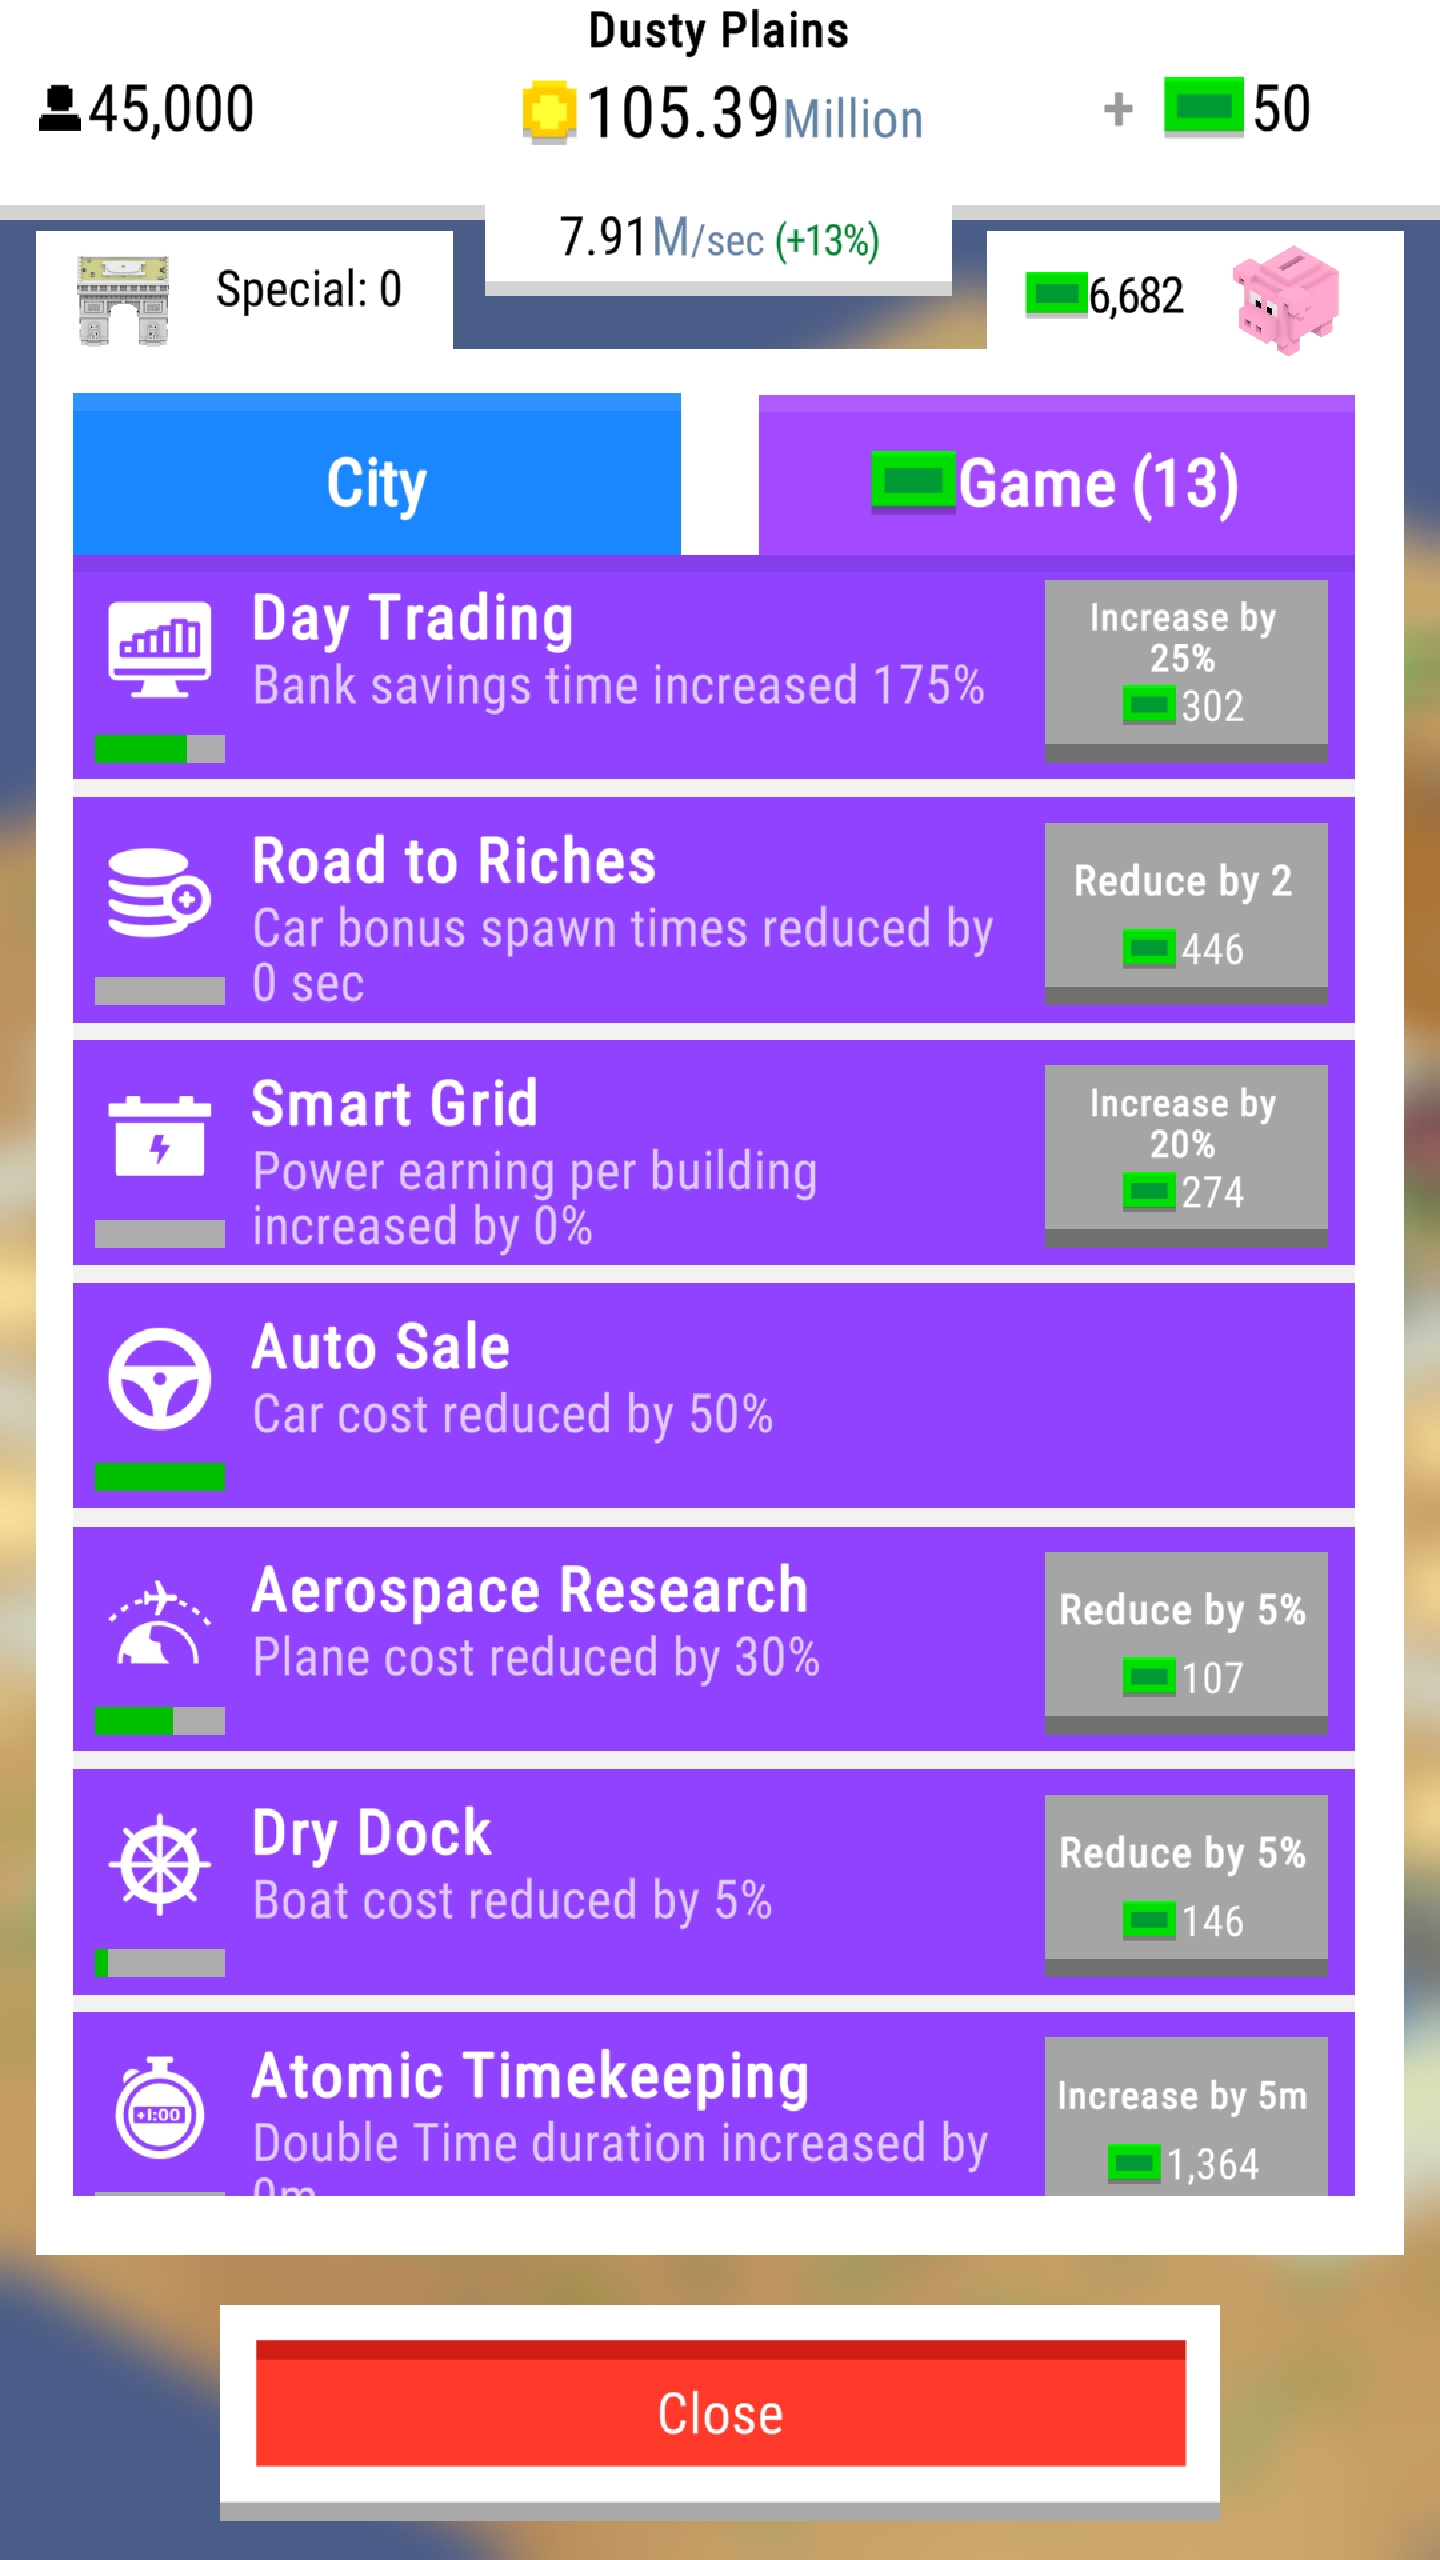 Dusty Plains
45,000
105.39Million
+ 50
7.91M/sec (+13%)
Special: 0
6,682
City
Game (13)
Day Trading
Bank savings time increased 175%
Increase by
25%
302
Road to Riches
Car bonus spawn times reduced by
0 sec
Reduce by 2
446
Smart Grid
Power earning per building
increased by 0%
Increase by
20%
274
Auto Sale
Car cost reduced by 50%
Aerospace Research
Plane cost reduced by 30%
Reduce by 5%
107
Dry Dock
Boat cost reduced by 5%
Reduce by 5%
146
+1:00
Atomic Timekeeping
Double Time duration increased by
0m
Increase by 5m
1,364
Close